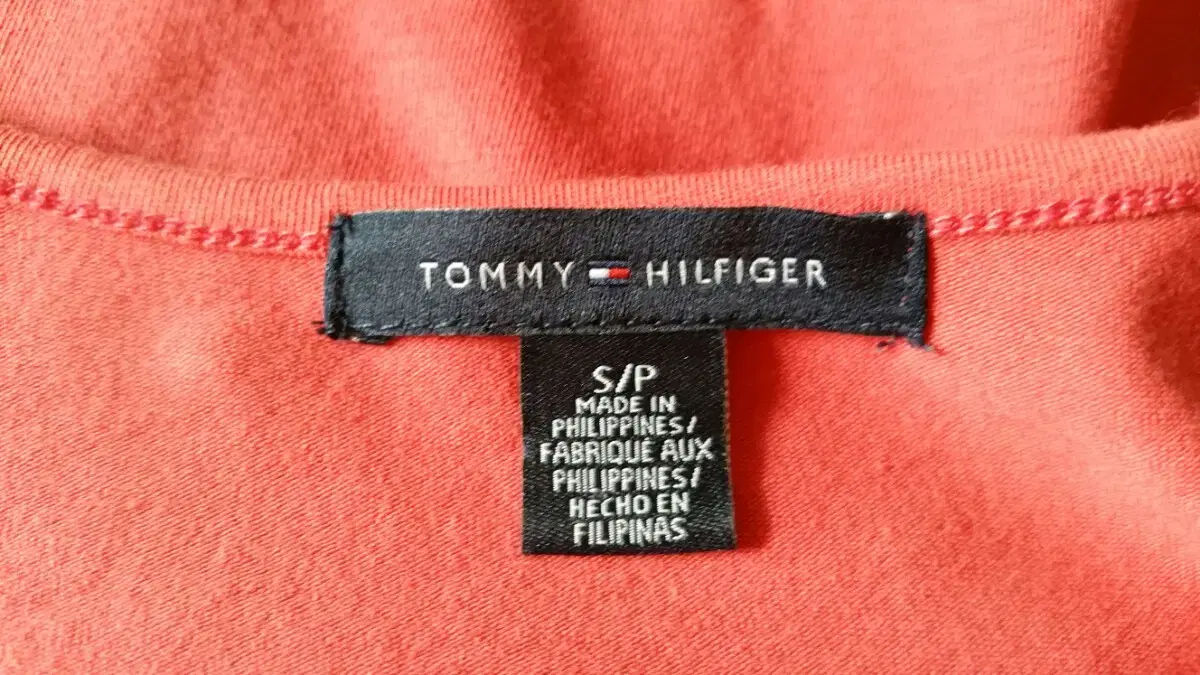 TOMMY HILFIGER
S/P
MADE IN
PHILIPPINES/
FABRIQUÉ AUX
PHILIPPINES/
HECHO EN
FILIPINAS